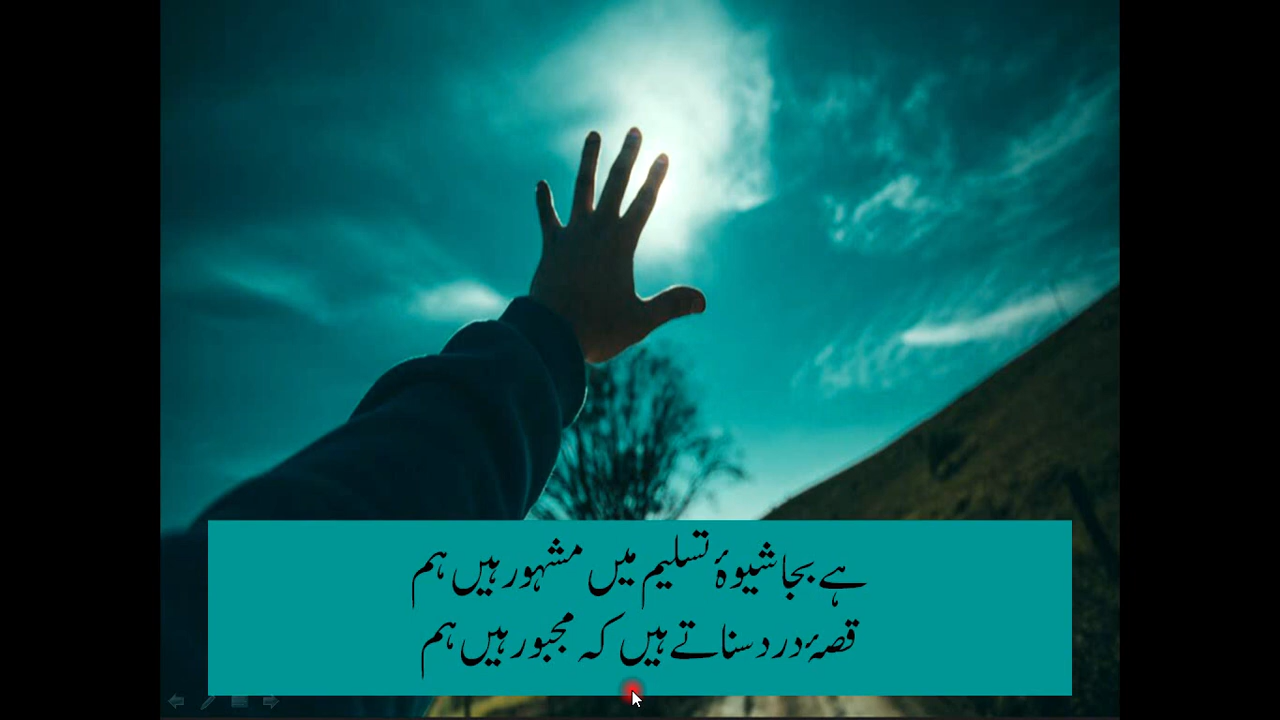 ہے بجا شیوۂ تسلیم میں مشہور ہیں ہم
قصۂ درد سناتے ہیں کہ مجبور ہیں ہم